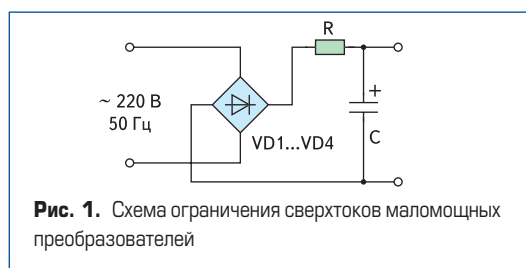 R
~ 220 В
50 Гц
+
VD1...VD4
C
Рис. 1. Схема ограничения сверхтоков маломощных
преобразователей